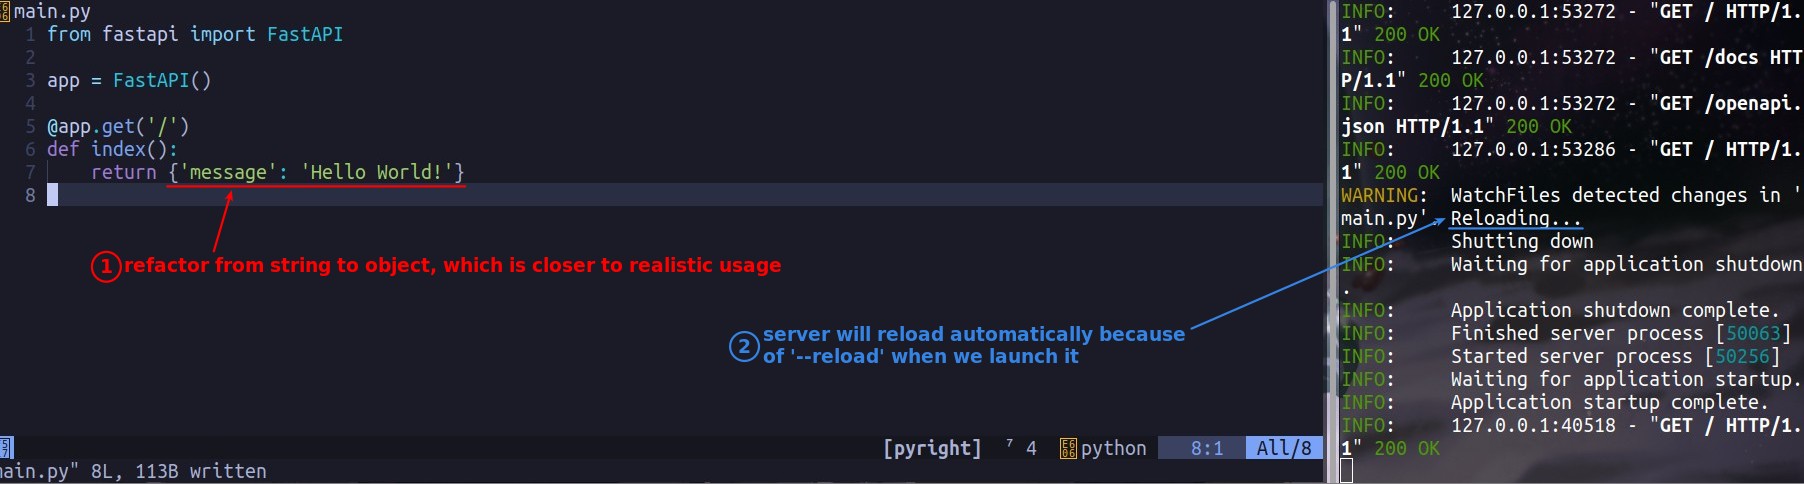 main.py
1 from fastapi import FastAPI
2
3 app = FastAPI()
4
5 @app.get('/')
6 def index():
7 return {'message': 'Hello World!'}
8
1 refactor from string to object, which is closer to realistic usage
2 server will reload automatically because
of '--reload' when we launch it
[pyright] 7 4 python 8:1 All/8
ain.py" 8L, 113B written
INFO: 127.0.0.1:53272 - "GET / HTTP/1.
1" 200 OK
INFO: 127.0.0.1:53272 - "GET /docs HTT
P/1.1" 200 OK
INFO: 127.0.0.1:53272 - "GET /openapi.
json HTTP/1.1" 200 OK
INFO: 127.0.0.1:53286 - "GET / HTTP/1.
1" 200 OK
WARNING: WatchFiles detected changes in '
main.py'. Reloading...
INFO: Shutting down
INFO: Waiting for application shutdown
.
INFO: Application shutdown complete.
INFO: Finished server process [50063]
INFO: Started server process [50256]
INFO: Waiting for application startup.
INFO: Application startup complete.
INFO: 127.0.0.1:40518 - "GET / HTTP/1.
1" 200 OK